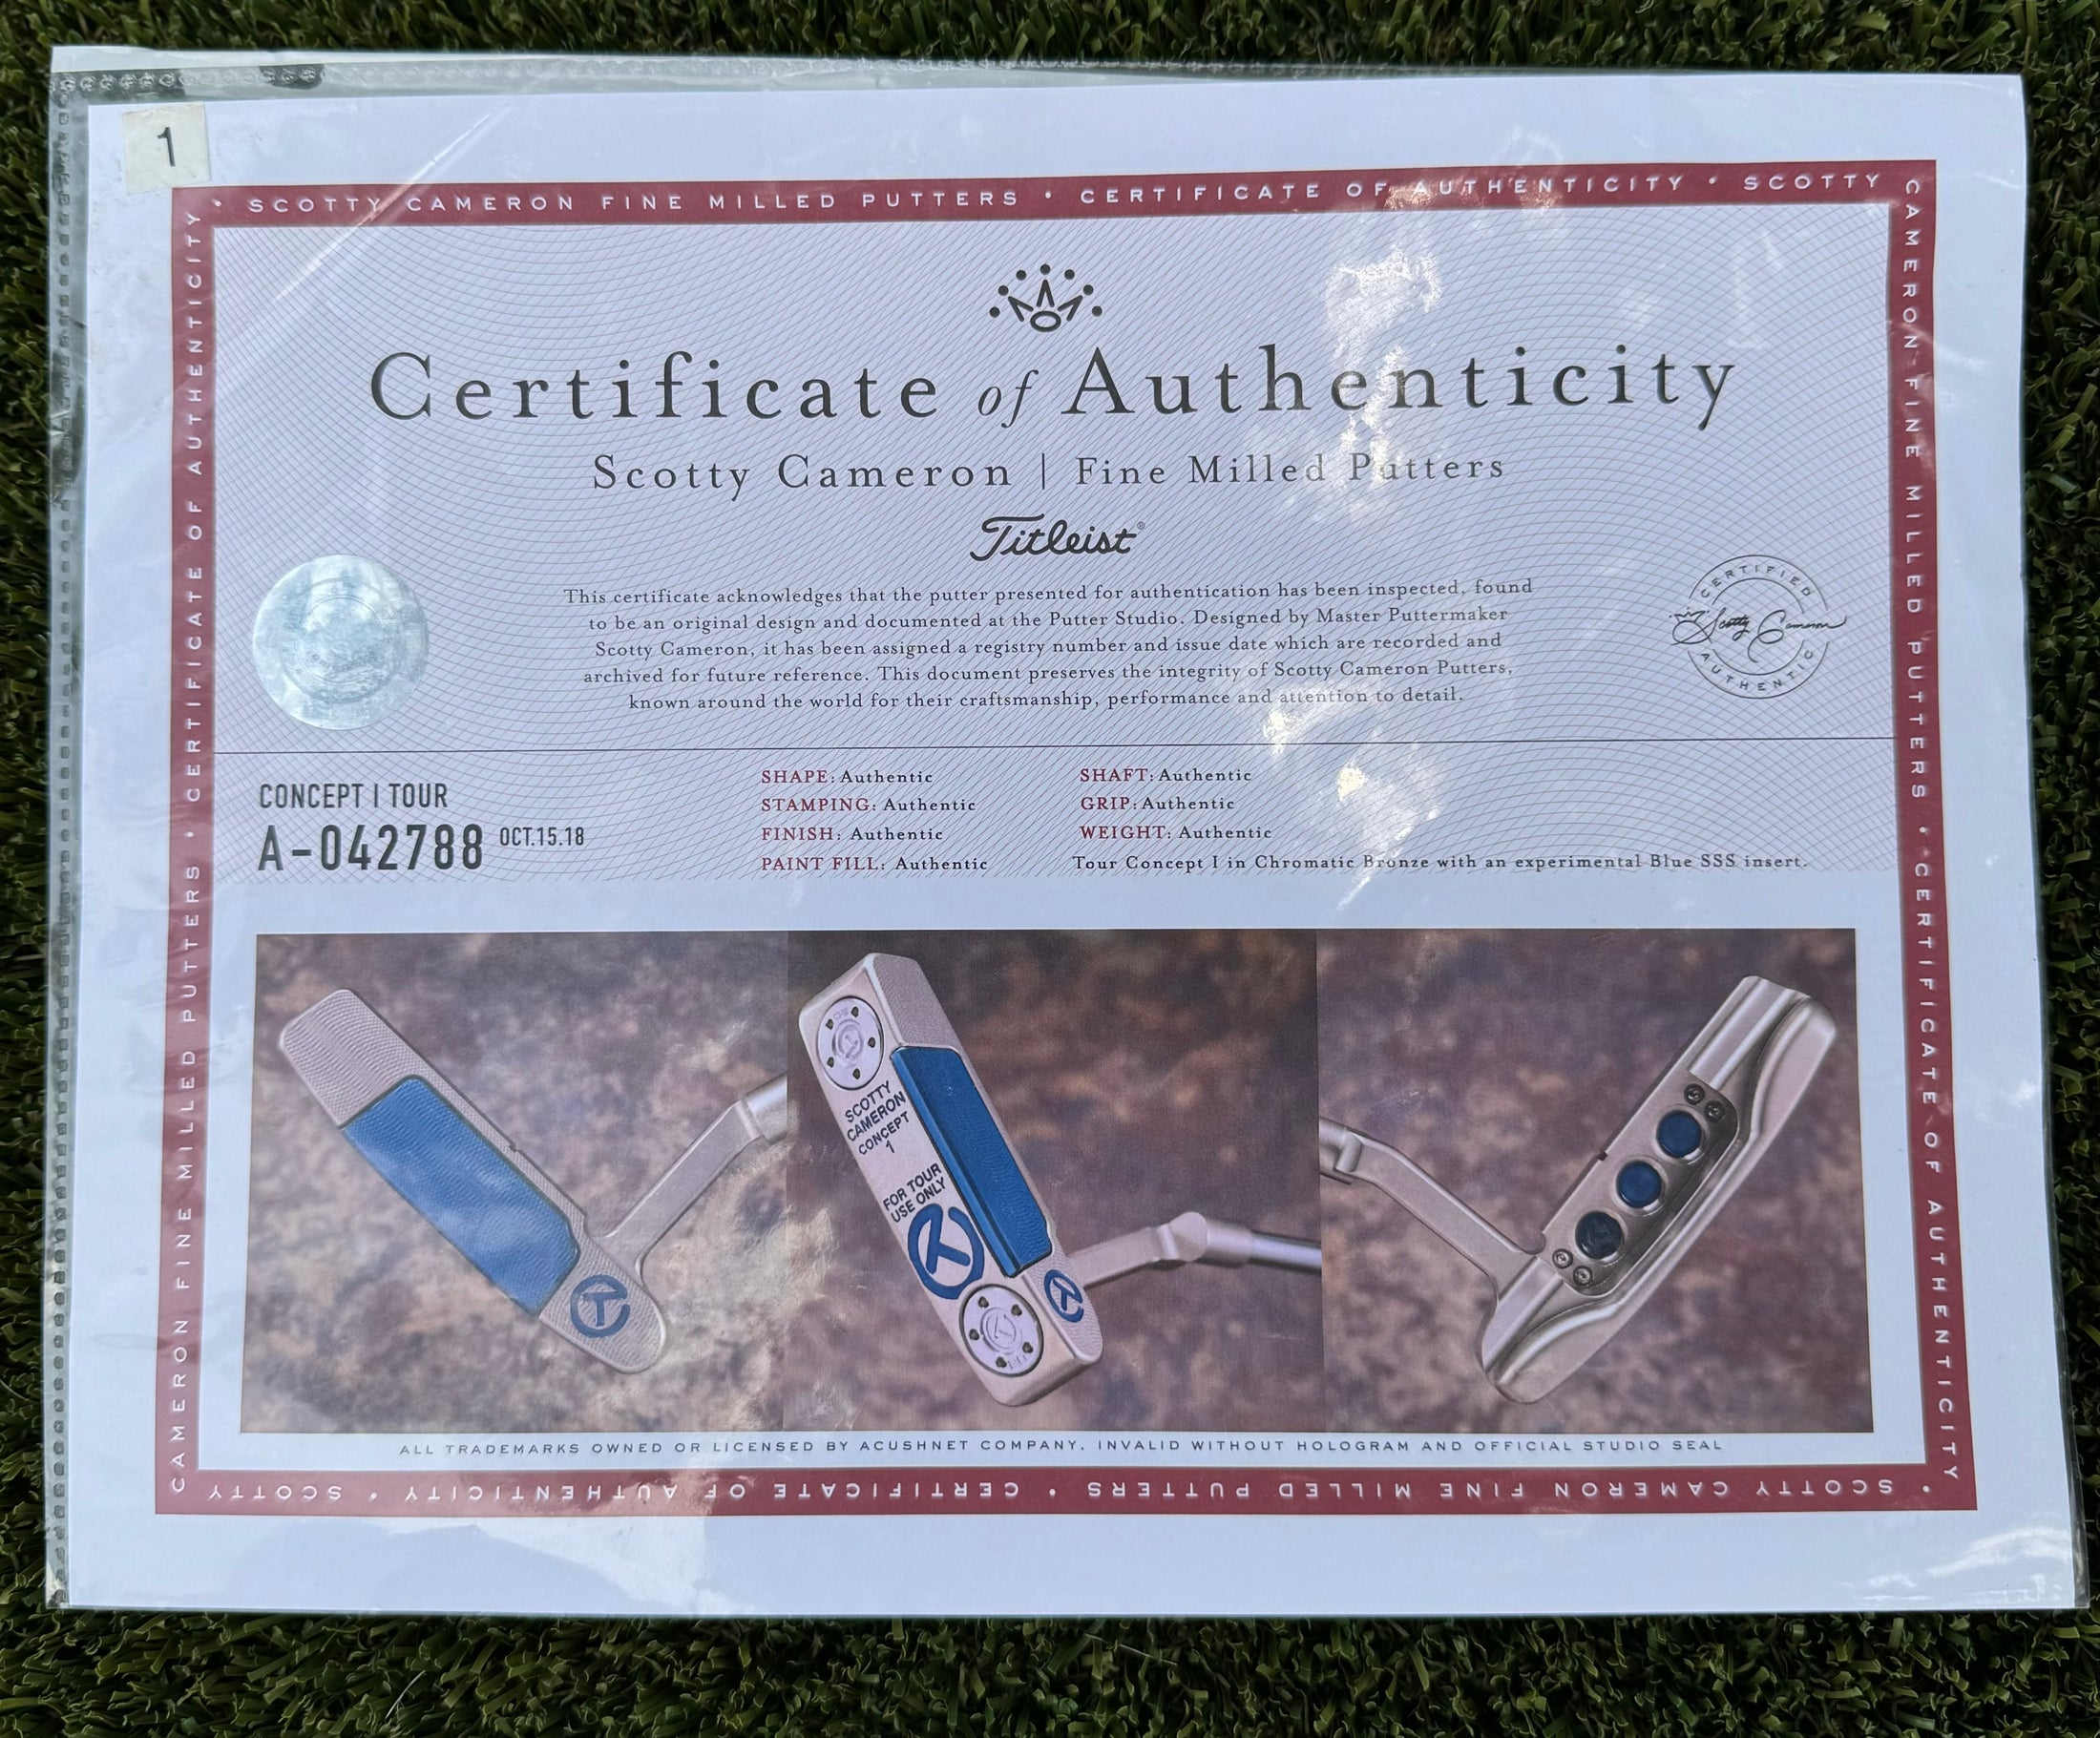 1
• SCOTTY CAMERON FINE MILLED PUTTERS • CERTIFICATE OF AUTHENTICITY • SCOTTY
CAMERON FINE MILLED PUTTERS • CERTIFICATE OF AUTHENTICITY
Certificate of Authenticity
Scotty Cameron | Fine Milled Putters
Titleist®
This certificate acknowledges that the putter presented for authentication has been inspected, found
to be an original design and documented at the Putter Studio. Designed by Master Puttermaker
Scotty Cameron, it has been assigned a registry number and issue date which are recorded and
archived for future reference. This document preserves the integrity of Scotty Cameron Putters,
known around the world for their craftsmanship, performance and attention to detail.
CERTIFIED
Scotty Cameron
AUTHENTIC
CONCEPT I TOUR
A-042788 OCT.15.18
SHAPE: Authentic
STAMPING: Authentic
FINISH: Authentic
PAINT FILL: Authentic
SHAFT: Authentic
GRIP: Authentic
WEIGHT: Authentic
Tour Concept I in Chromatic Bronze with an experimental Blue SSS insert.
T
SCOTTY
CAMERON
CONCEPT
1
FOR TOUR
USE ONLY
T
T
ALL TRADEMARKS OWNED OR LICENSED BY ACUSHNET COMPANY. INVALID WITHOUT HOLOGRAM AND OFFICIAL STUDIO SEAL
• SCOTTY CAMERON FINE MILLED PUTTERS • CERTIFICATE OF AUTHENTICITY • SCOTTY
CAMERON FINE MILLED PUTTERS • CERTIFICATE OF AUTHENTICITY